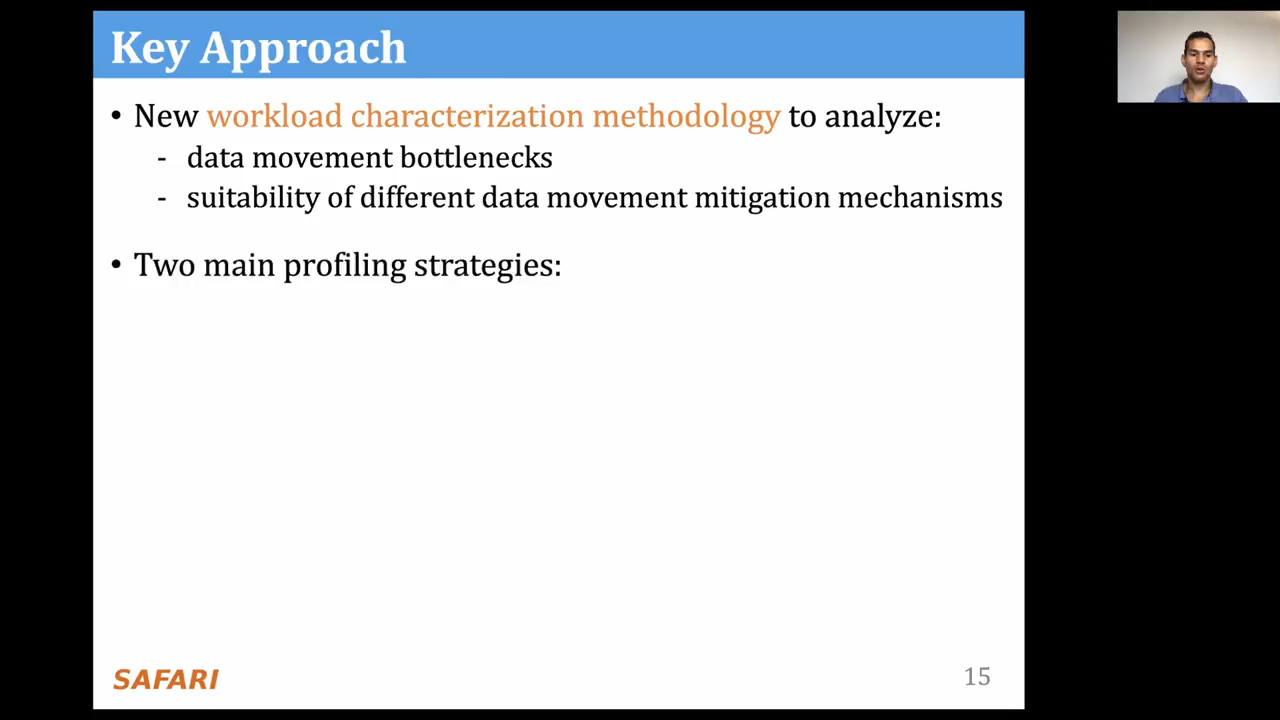 Key Approach
• New workload characterization methodology to analyze:
- data movement bottlenecks
- suitability of different data movement mitigation mechanisms
• Two main profiling strategies:
SAFARI
15